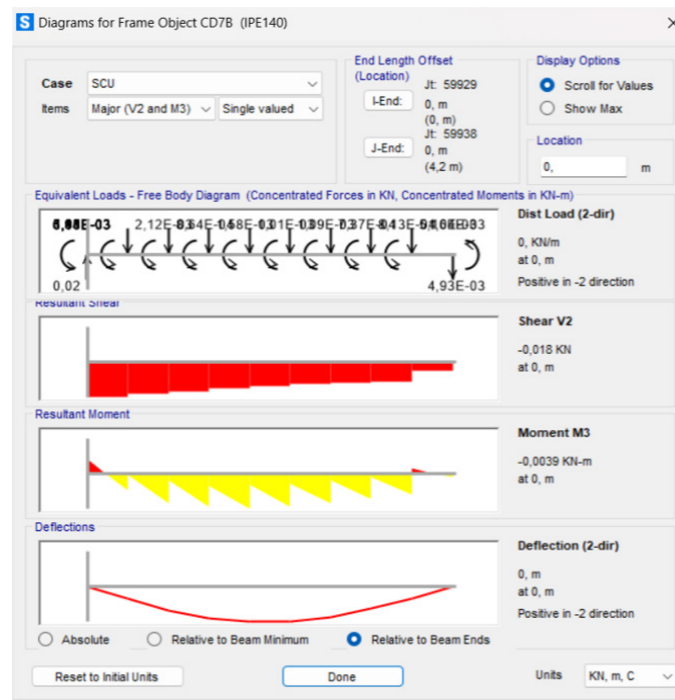 Diagrams for Frame Object CD7B (IPE140)
Case SCU
Items Major (V2 and M3) Single valued
End Length Offset
(Location)
Jt: 59929
I-End: 0, m
(0, m)
Jt: 59938
J-End: 0, m
(4,2 m)
Display Options
Scroll for Values
Show Max
Location
0, m
Equivalent Loads - Free Body Diagram (Concentrated Forces in KN, Concentrated Moments in KN-m)
0,02
4,93E-03
Dist Load (2-dir)
0, KN/m
at 0, m
Positive in -2 direction
Resultant Shear
Shear V2
-0,018 KN
at 0, m
Resultant Moment
Moment M3
-0,0039 KN-m
at 0, m
Deflections
Deflection (2-dir)
0, m
at 0, m
Positive in -2 direction
Absolute Relative to Beam Minimum Relative to Beam Ends
Reset to Initial Units Done Units KN, m, C